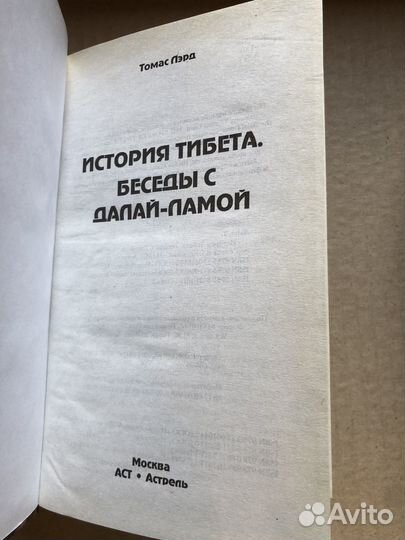 Томас Лэрд
ИСТОРИЯ ТИБЕТА.
БЕСЕДЫ С
ДАЛАЙ-ЛАМОЙ
Москва
АСТ • Астрель
Avito